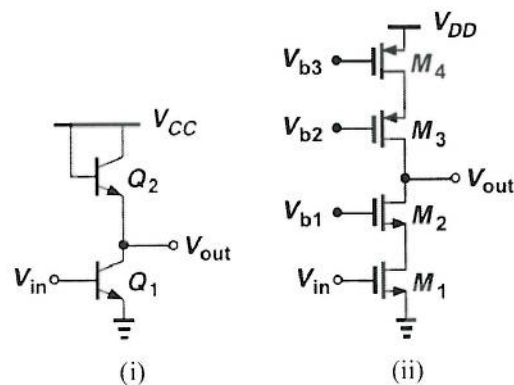 V_CC
Q_2
V_out
V_in
Q_1
(i)
V_DD
V_b3
M_4
V_b2
M_3
V_out
V_b1
M_2
V_in
M_1
(ii)